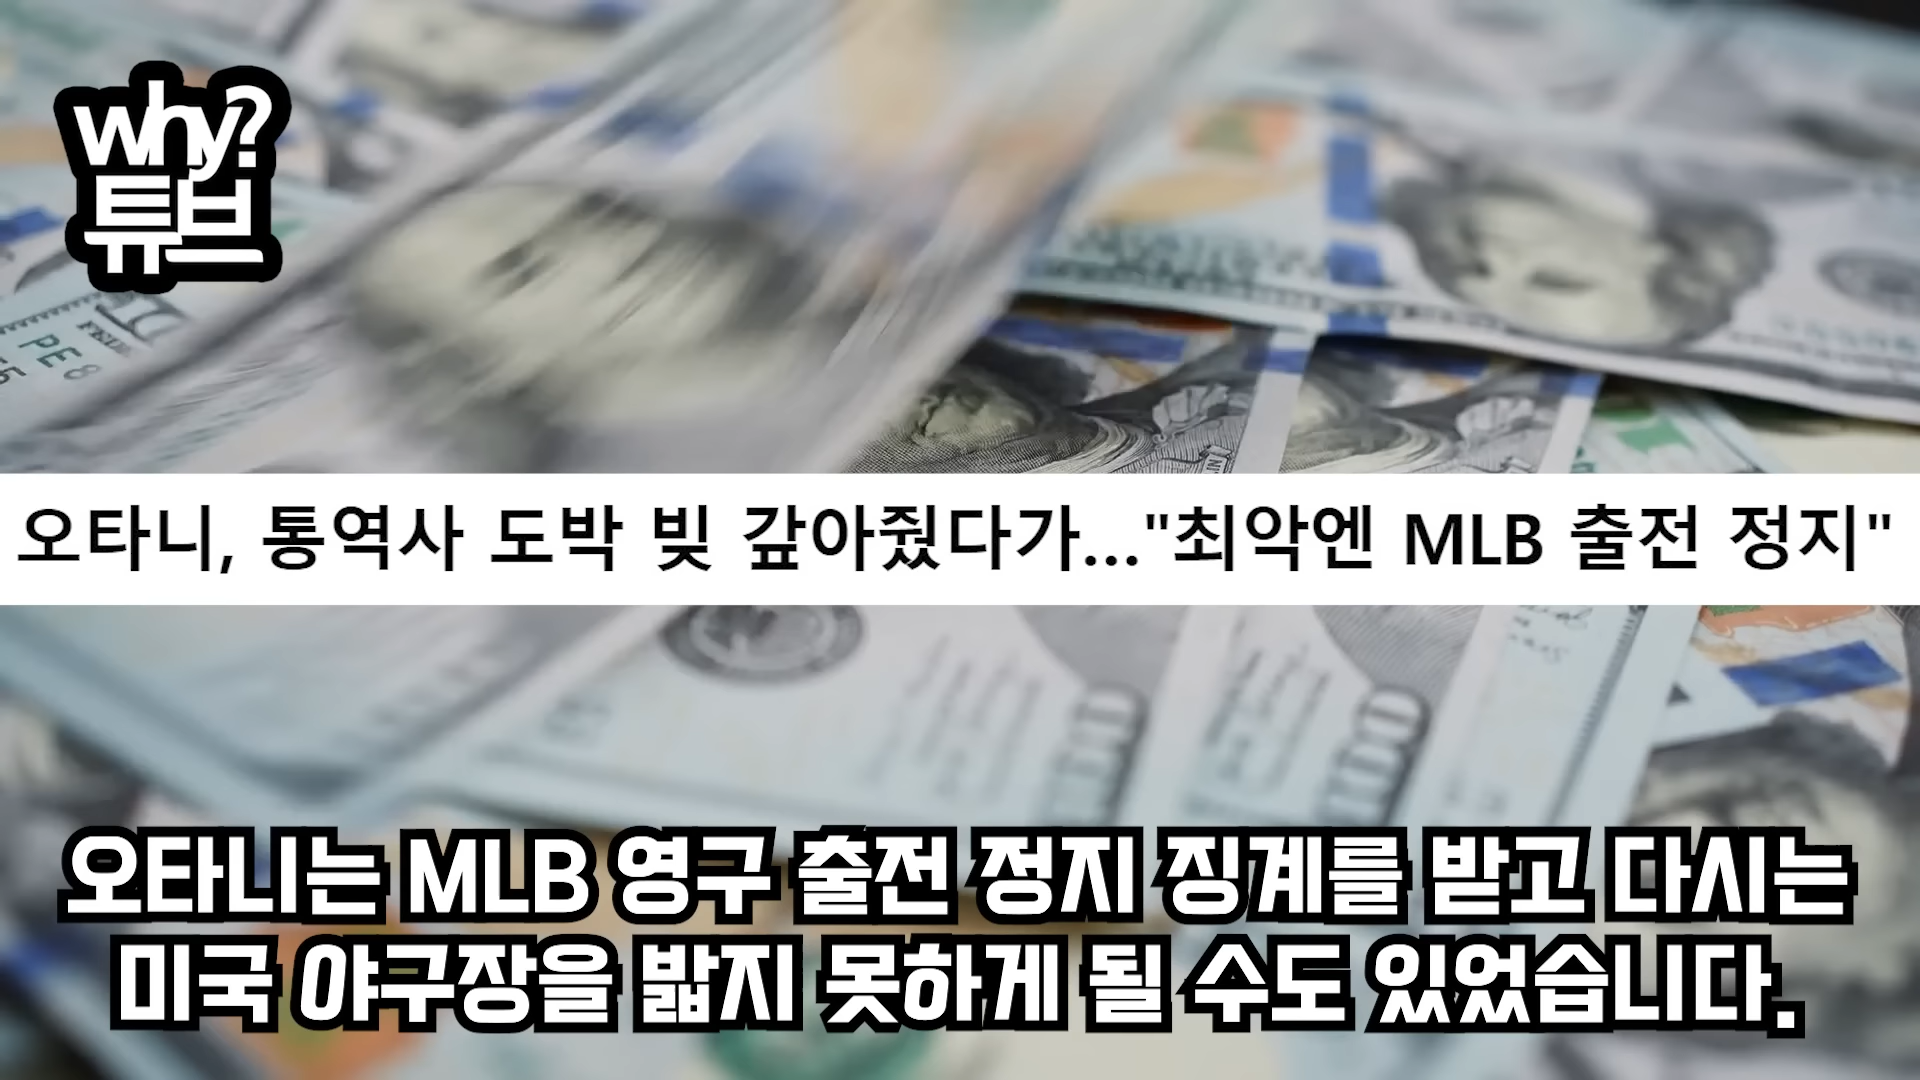 why?
튜브
PE 8
오타니, 통역사 도박 빚 갚아줬다가..."최악엔 MLB 출전 정지"
오타니는 MLB 영구 출전 정지 징계를 받고 다시는
미국 야구장을 밟지 못하게 될 수도 있었습니다.